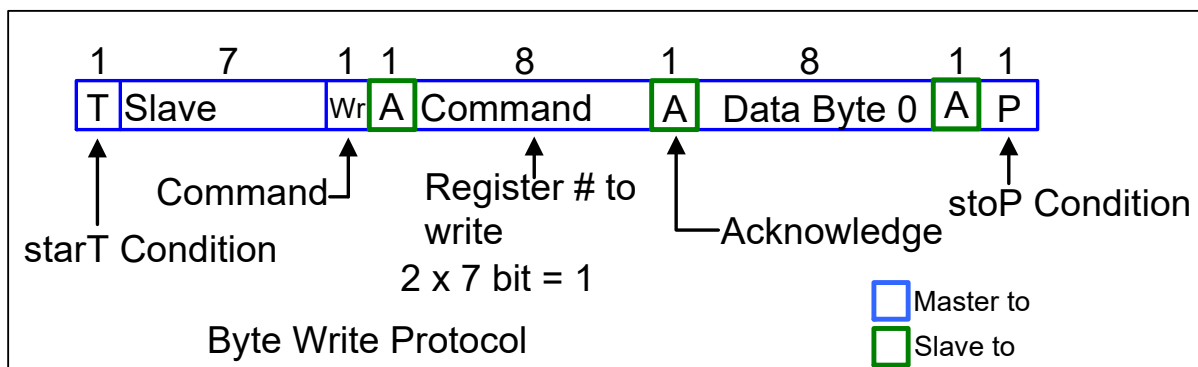 1 7 1 1 8 1 8 1 1
T Slave Wr A Command A Data Byte 0 A P
Command
Register # to
write
2 x 7 bit = 1
starT Condition
Acknowledge
stoP Condition
Byte Write Protocol
Master to
Slave to